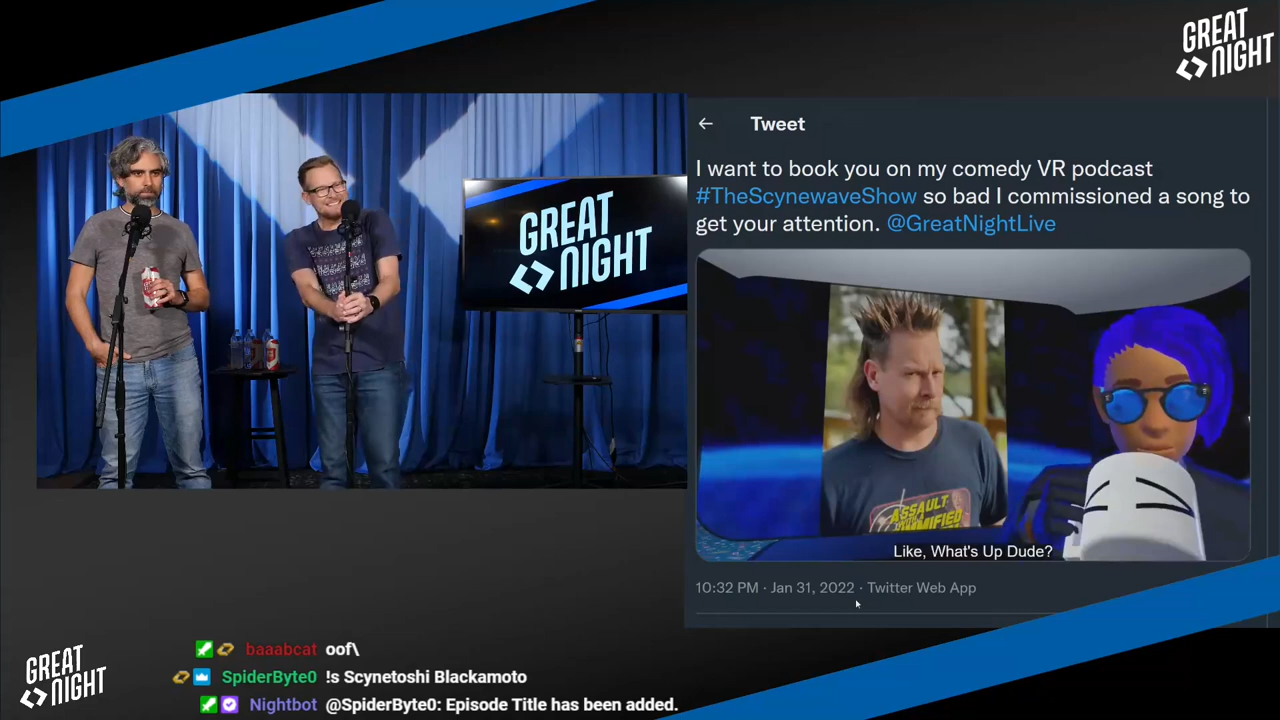 GREAT
NIGHT
GREAT
NIGHT
Tweet
I want to book you on my comedy VR podcast
#TheScynewaveShow so bad I commissioned a song to
get your attention. @GreatNightLive
ASSAULT
Like, What's Up Dude?
10:32 PM · Jan 31, 2022 · Twitter Web App
GREAT
NIGHT
baaabcat oof\
SpiderByte0 !s Scynetoshi Blackamoto
Nightbot @SpiderByte0: Episode Title has been added.